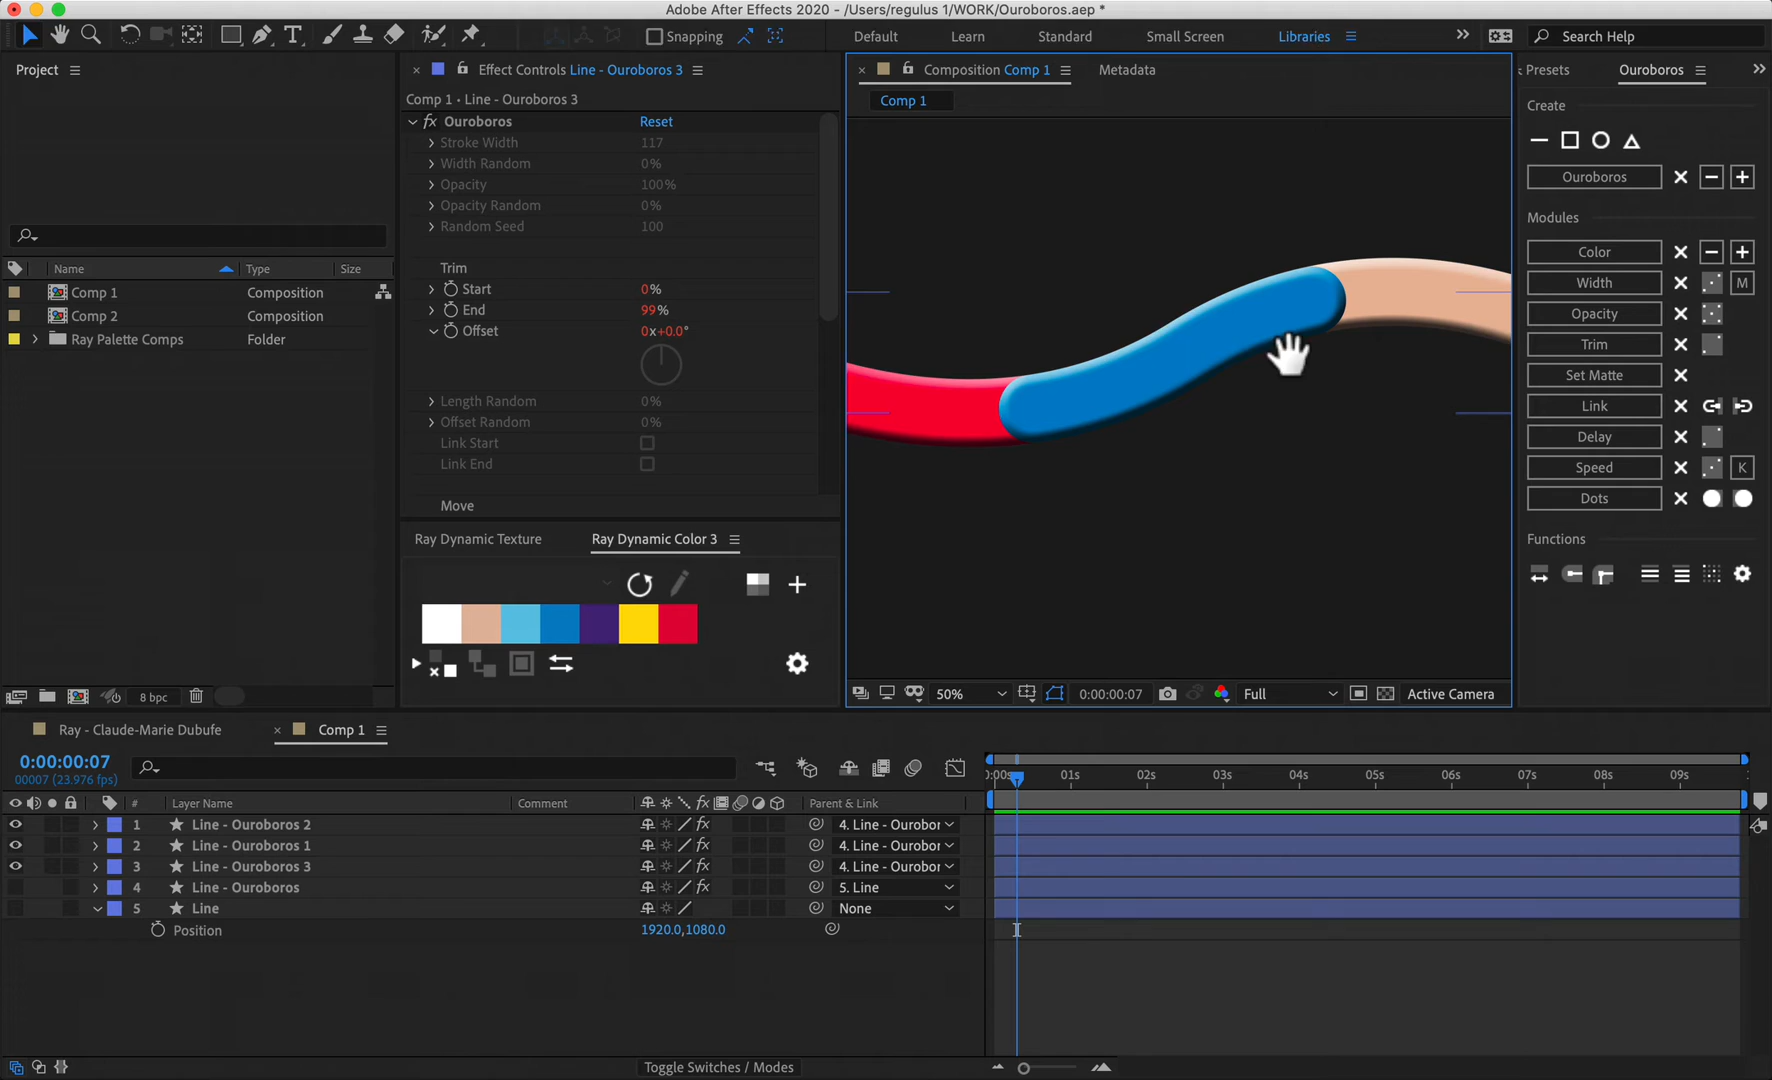 Adobe After Effects 2020 - /Users/regulus 1/WORK/Ouroboros.aep *
Snapping
Default
Learn
Standard
Small Screen
Libraries
Search Help
Project
Effect Controls Line - Ouroboros 3
Composition Comp 1
Metadata
Presets
Ouroboros
Comp 1 • Line - Ouroboros 3
Comp 1
Create
fx Ouroboros Reset
Stroke Width 117
Width Random 0%
Opacity 100%
Opacity Random 0%
Random Seed 100
Trim
Start 0%
End 99%
Offset 0x+0.0°
Length Random 0%
Offset Random 0%
Link Start
Link End
Move
Ouroboros
Modules
Color
Width M
Opacity
Trim
Set Matte
Link
Delay
Speed K
Dots
Functions
Name Type Size
Comp 1 Composition
Comp 2 Composition
Ray Palette Comps Folder
8 bpc
Ray Dynamic Texture
Ray Dynamic Color 3
50%
0:00:00:07
Full
Active Camera
Ray - Claude-Marie Dubufe
Comp 1
0:00:00:07
00007 (23.976 fps)
0:00s 01s 02s 03s 04s 05s 06s 07s 08s 09s 1
# Layer Name Comment fx Parent & Link
1 Line - Ouroboros 2 fx 4. Line - Ourobor
2 Line - Ouroboros 1 fx 4. Line - Ourobor
3 Line - Ouroboros 3 fx 4. Line - Ourobor
4 Line - Ouroboros fx 5. Line
5 Line None
Position 1920.0,1080.0
Toggle Switches / Modes